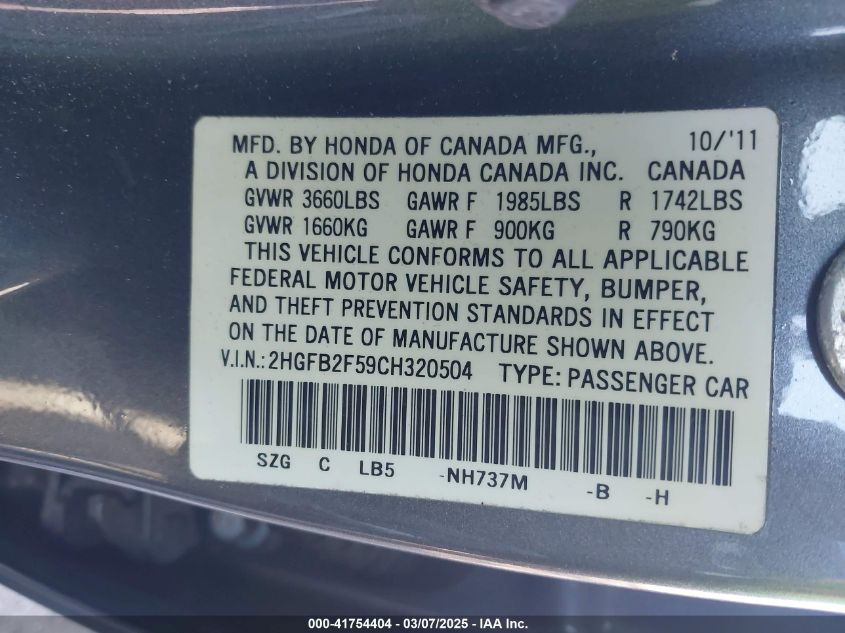 MFD. BY HONDA OF CANADA MFG., 10/'11
A DIVISION OF HONDA CANADA INC. CANADA
GVWR 3660LBS GAWR F 1985LBS R 1742LBS
GVWR 1660KG GAWR F 900KG R 790KG
THIS VEHICLE CONFORMS TO ALL APPLICABLE
FEDERAL MOTOR VEHICLE SAFETY, BUMPER,
AND THEFT PREVENTION STANDARDS IN EFFECT
ON THE DATE OF MANUFACTURE SHOWN ABOVE.
V.I.N.: 2HGFB2F59CH320504 TYPE: PASSENGER CAR
SZG C LB5 -NH737M -B -H
000-41754404 | 03/07/2025 - IAA Inc.